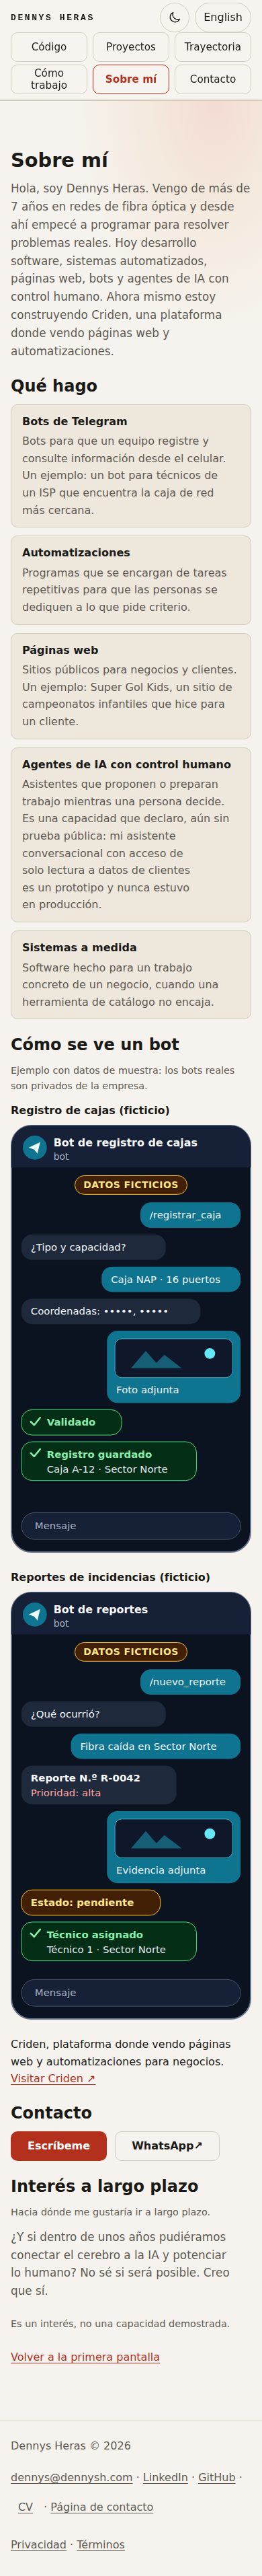 DENNYS HERAS
English
Código
Proyectos
Trayectoria
Cómo
trabajo
Sobre mí
Contacto
Sobre mí
Hola, soy Dennys Heras. Vengo de más de
7 años en redes de fibra óptica y desde
ahí empecé a programar para resolver
problemas reales. Hoy desarrollo
software, sistemas automatizados,
páginas web, bots y agentes de IA con
control humano. Ahora mismo estoy
construyendo Criden, una plataforma
donde vendo páginas web y
automatizaciones.
Qué hago
Bots de Telegram
Bots para que un equipo registre y
consulte información desde el celular.
Un ejemplo: un bot para técnicos de
un ISP que encuentra la caja de red
más cercana.
Automatizaciones
Programas que se encargan de tareas
repetitivas para que las personas se
dediquen a lo que pide criterio.
Páginas web
Sitios públicos para negocios y clientes.
Un ejemplo: Super Gol Kids, un sitio de
campeonatos infantiles que hice para
un cliente.
Agentes de IA con control humano
Asistentes que proponen o preparan
trabajo mientras una persona decide.
Es una capacidad que declaro, aún sin
prueba pública: mi asistente
conversacional con acceso de
solo lectura a datos de clientes
es un prototipo y nunca estuvo
en producción.
Sistemas a medida
Software hecho para un trabajo
concreto de un negocio, cuando una
herramienta de catálogo no encaja.
Cómo se ve un bot
Ejemplo con datos de muestra: los bots reales
son privados de la empresa.
Registro de cajas (ficticio)
Bot de registro de cajas
bot
DATOS FICTICIOS
/registrar_caja
¿Tipo y capacidad?
Caja NAP · 16 puertos
Coordenadas: •••••, •••••
Foto adjunta
Validado
Registro guardado
Caja A-12 · Sector Norte
Mensaje
Reportes de incidencias (ficticio)
Bot de reportes
bot
DATOS FICTICIOS
/nuevo_reporte
¿Qué ocurrió?
Fibra caída en Sector Norte
Reporte N.º R-0042
Prioridad: alta
Evidencia adjunta
Estado: pendiente
Técnico asignado
Técnico 1 · Sector Norte
Mensaje
Criden, plataforma donde vendo páginas
web y automatizaciones para negocios.
Visitar Criden ↗
Contacto
Escríbeme
WhatsApp↗
Interés a largo plazo
Hacia dónde me gustaría ir a largo plazo.
¿Y si dentro de unos años pudiéramos
conectar el cerebro a la IA y potenciar
lo humano? No sé si será posible. Creo
que sí.
Es un interés, no una capacidad demostrada.
Volver a la primera pantalla
Dennys Heras © 2026
dennys@dennysh.com · LinkedIn · GitHub ·
CV · Página de contacto
Privacidad · Términos